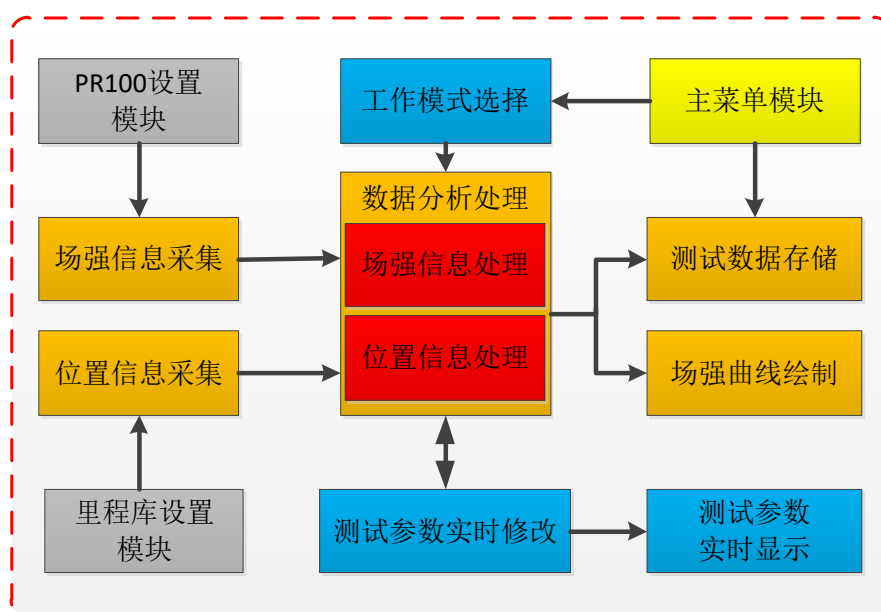 PR100设置
模块
工作模式选择
主菜单模块
数据分析处理
场强信息采集
场强信息处理
测试数据存储
位置信息采集
位置信息处理
场强曲线绘制
里程库设置
模块
测试参数实时修改
测试参数
实时显示